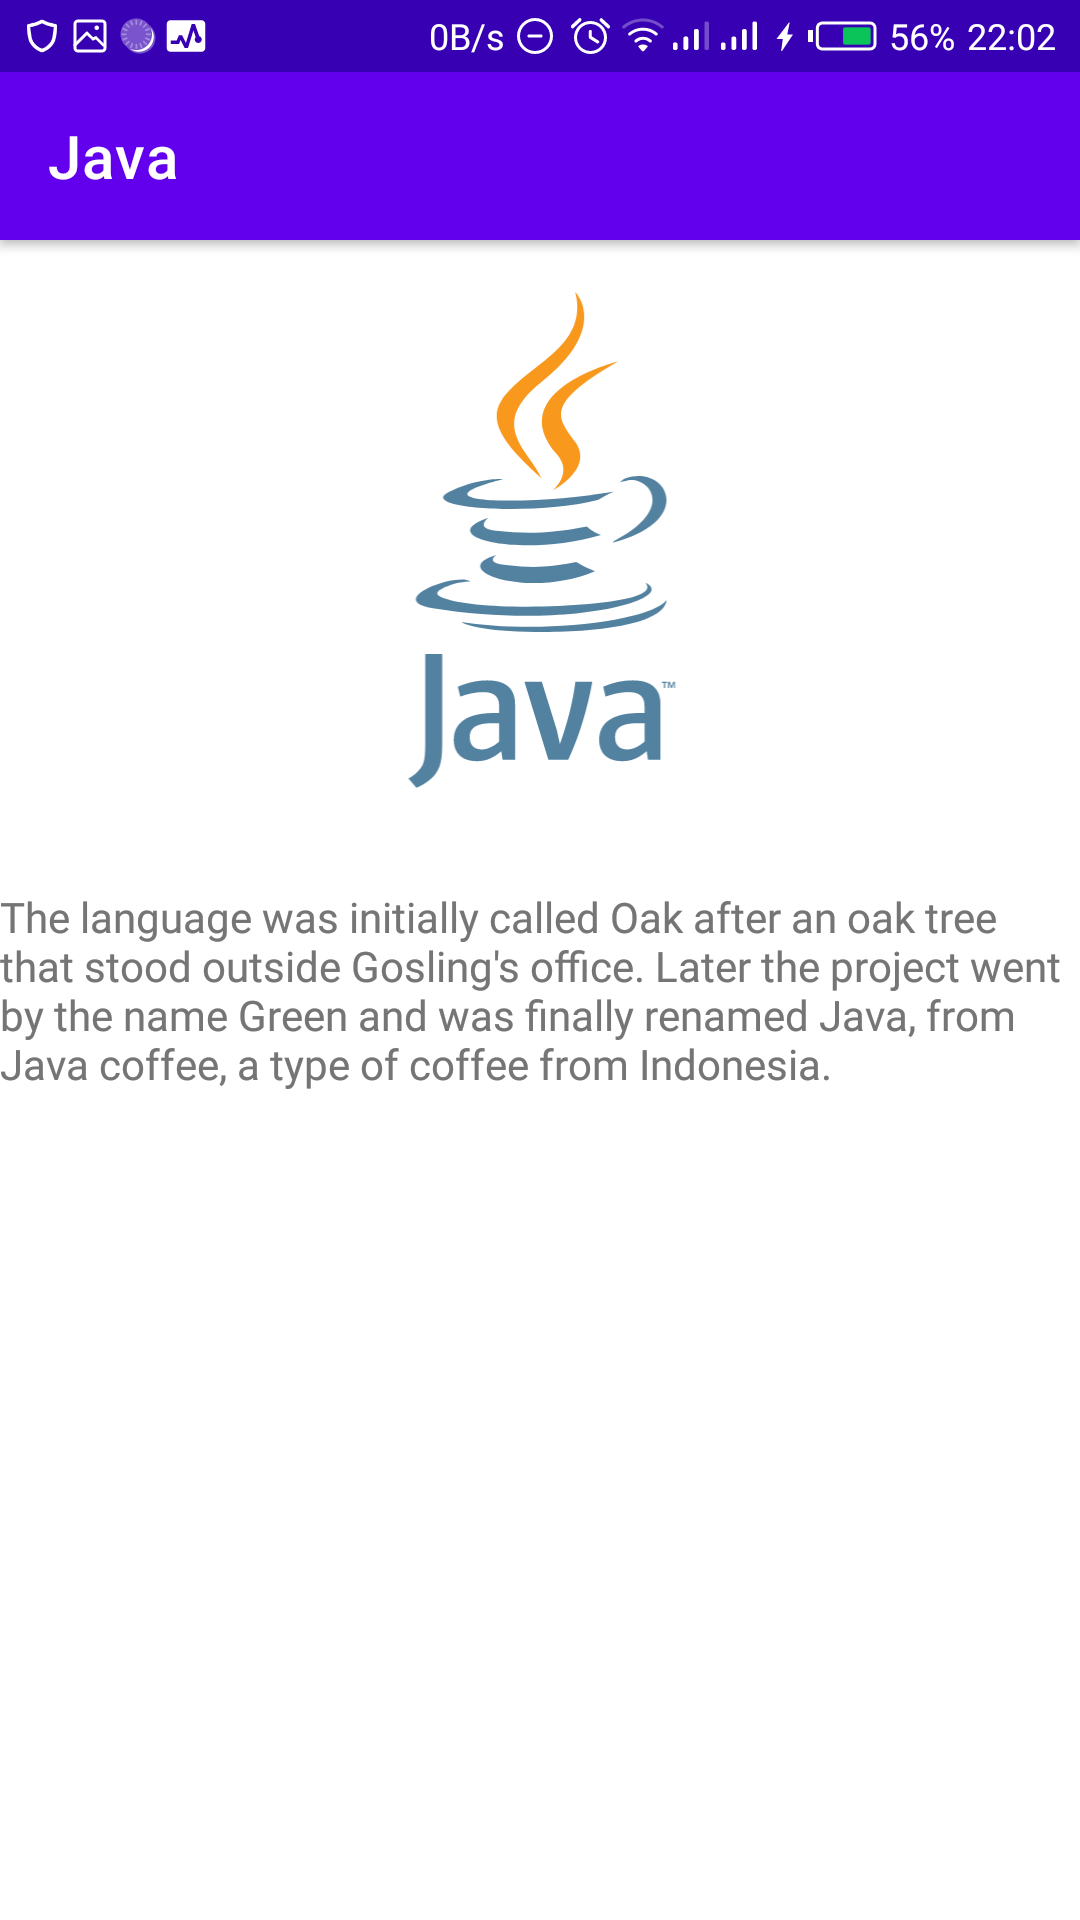 0B/s 56% 22:02
Java
Java™
The language was initially called Oak after an oak tree
that stood outside Gosling's office. Later the project went
by the name Green and was finally renamed Java, from
Java coffee, a type of coffee from Indonesia.